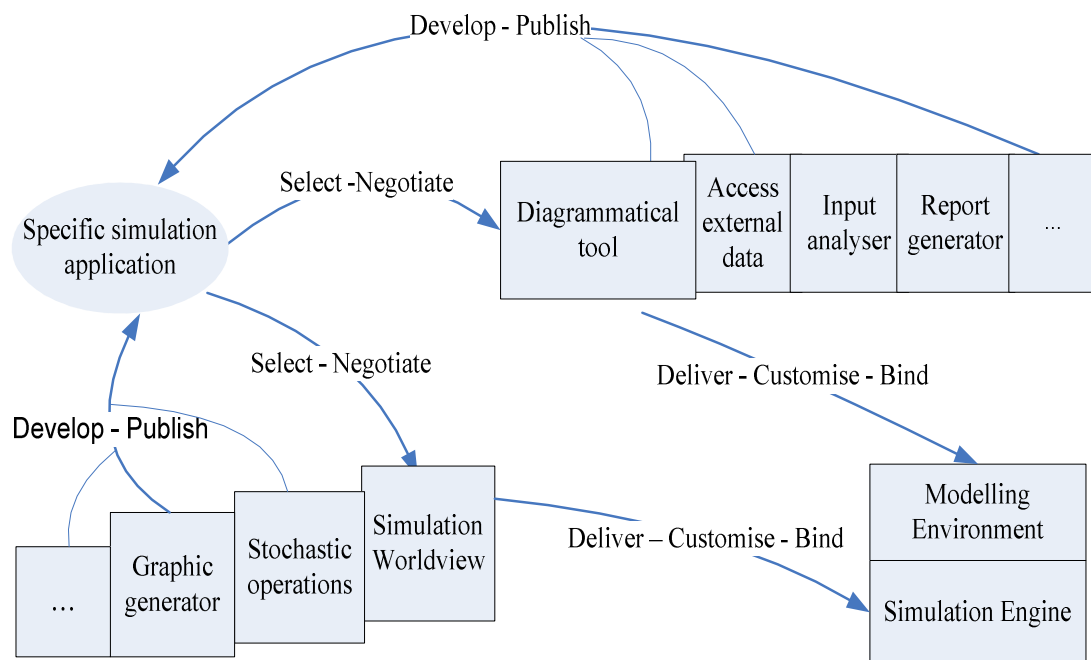 Develop - Publish
Select -Negotiate
Specific simulation
application
Diagrammatical
tool
Access
external
data
Input
analyser
Report
generator
...
Select - Negotiate
Deliver - Customise - Bind
Develop - Publish
...
Graphic
generator
Stochastic
operations
Simulation
Worldview
Deliver – Customise - Bind
Modelling
Environment
Simulation Engine